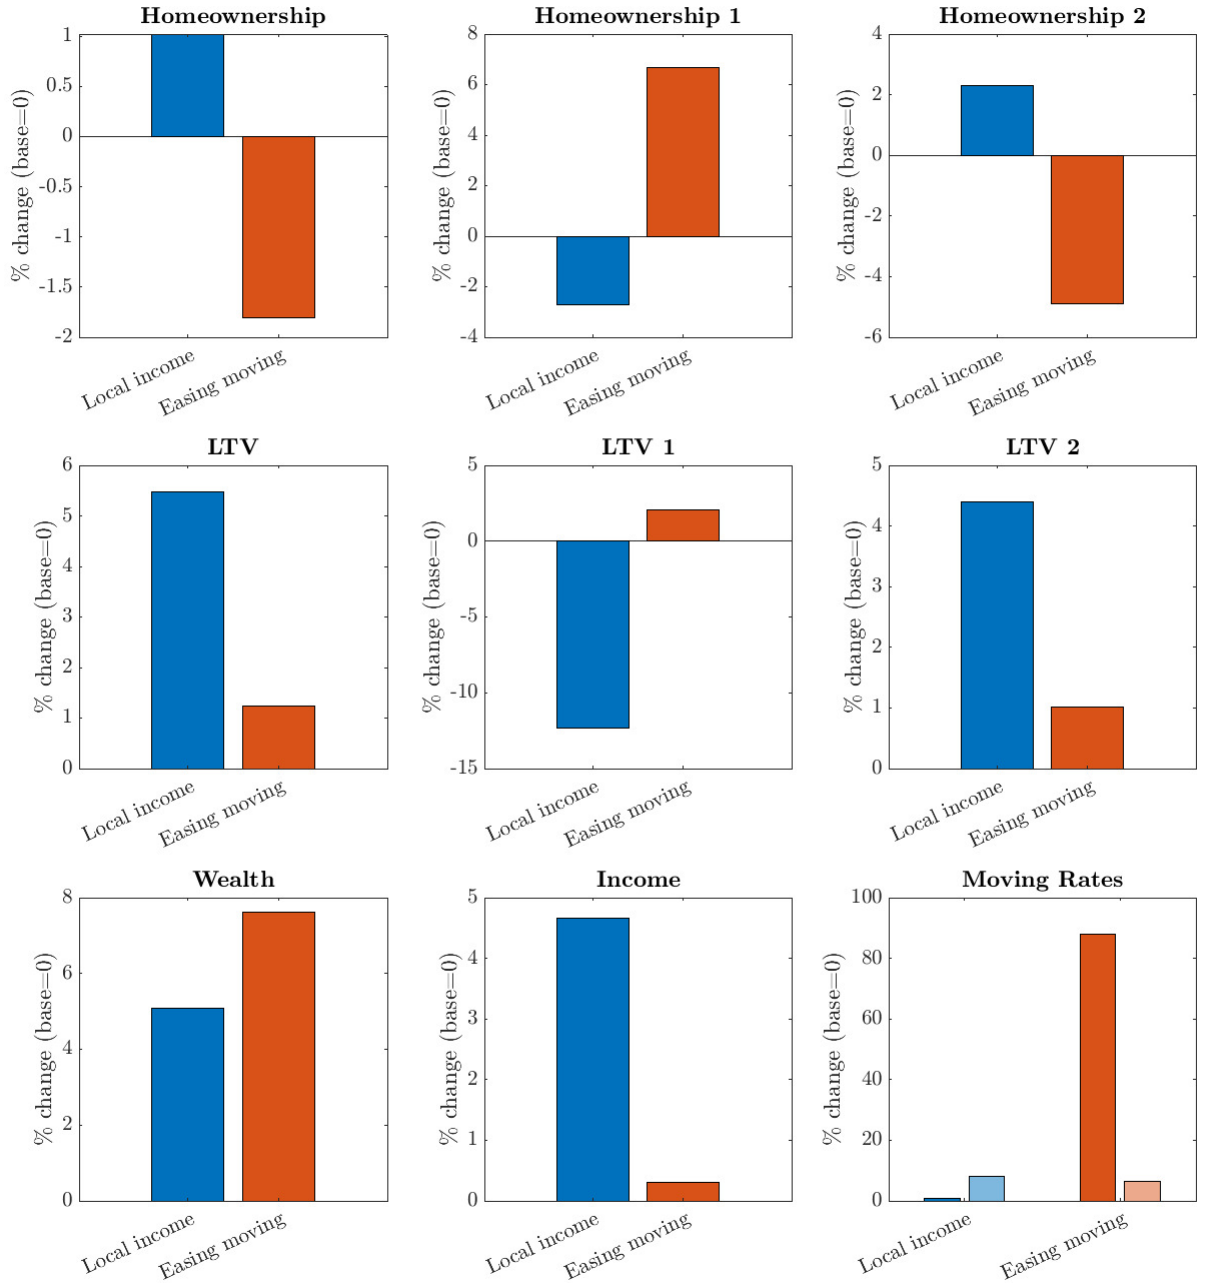 Homeownership
% change (base=0)
1
0.5
0
-0.5
-1
-1.5
-2
Local income
Easing moving
Homeownership 1
% change (base=0)
8
6
4
2
0
-2
-4
Local income
Easing moving
Homeownership 2
% change (base=0)
4
2
0
-2
-4
-6
Local income
Easing moving
LTV
% change (base=0)
6
5
4
3
2
1
0
Local income
Easing moving
LTV 1
% change (base=0)
5
0
-5
-10
-15
Local income
Easing moving
LTV 2
% change (base=0)
5
4
3
2
1
0
Local income
Easing moving
Wealth
% change (base=0)
8
6
4
2
0
Local income
Easing moving
Income
% change (base=0)
5
4
3
2
1
0
Local income
Easing moving
Moving Rates
% change (base=0)
100
80
60
40
20
0
Local income
Easing moving